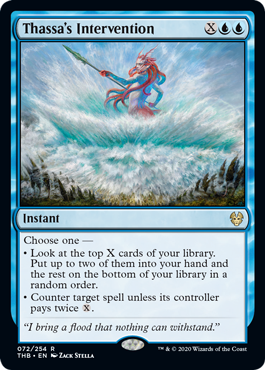 Thassa's Intervention XUU
Instant
Choose one —
• Look at the top X cards of your library.
Put up to two of them into your hand and
the rest on the bottom of your library in a
random order.
• Counter target spell unless its controller
pays twice X.
“I bring a flood that nothing can withstand.”
072/254 R
THB • EN ZACK STELLA
™ & © 2020 Wizards of the Coast